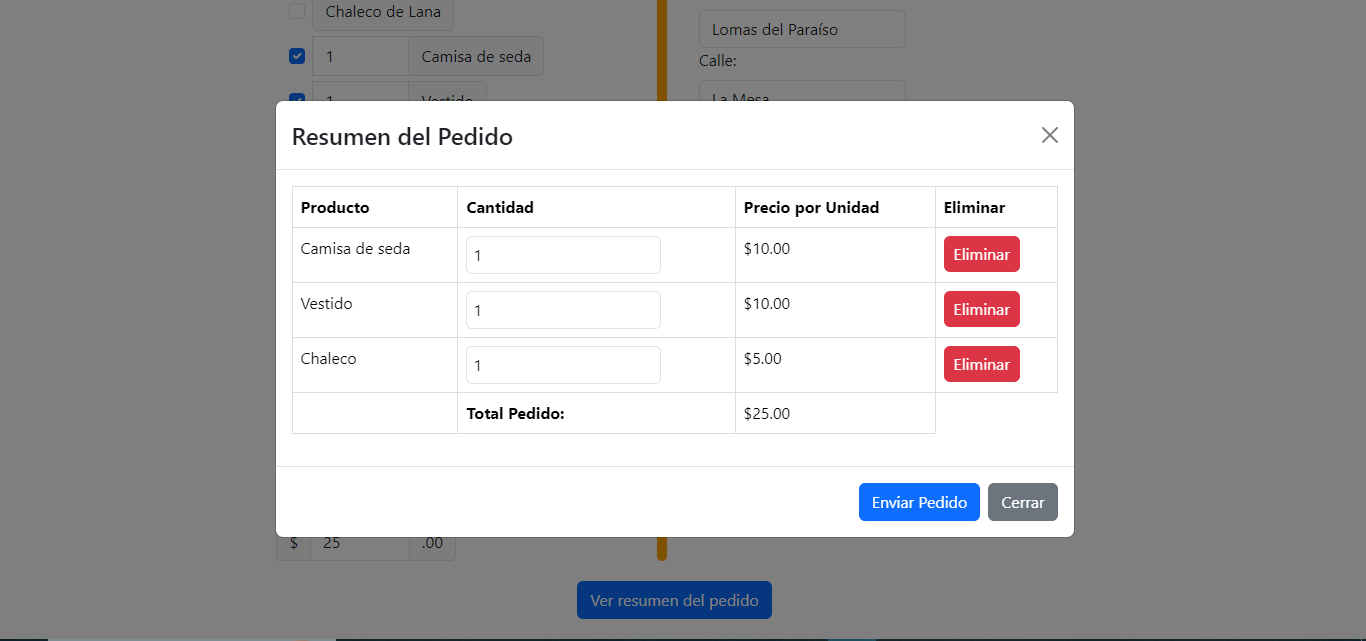 Chaleco de Lana
1 Camisa de seda
1 Vestido
Lomas del Paraíso
Calle:
La Mesa
Resumen del Pedido
Producto Cantidad Precio por Unidad Eliminar
Camisa de seda 1 $10.00 Eliminar
Vestido 1 $10.00 Eliminar
Chaleco 1 $5.00 Eliminar
Total Pedido: $25.00
Enviar Pedido Cerrar
$ 25 .00
Ver resumen del pedido